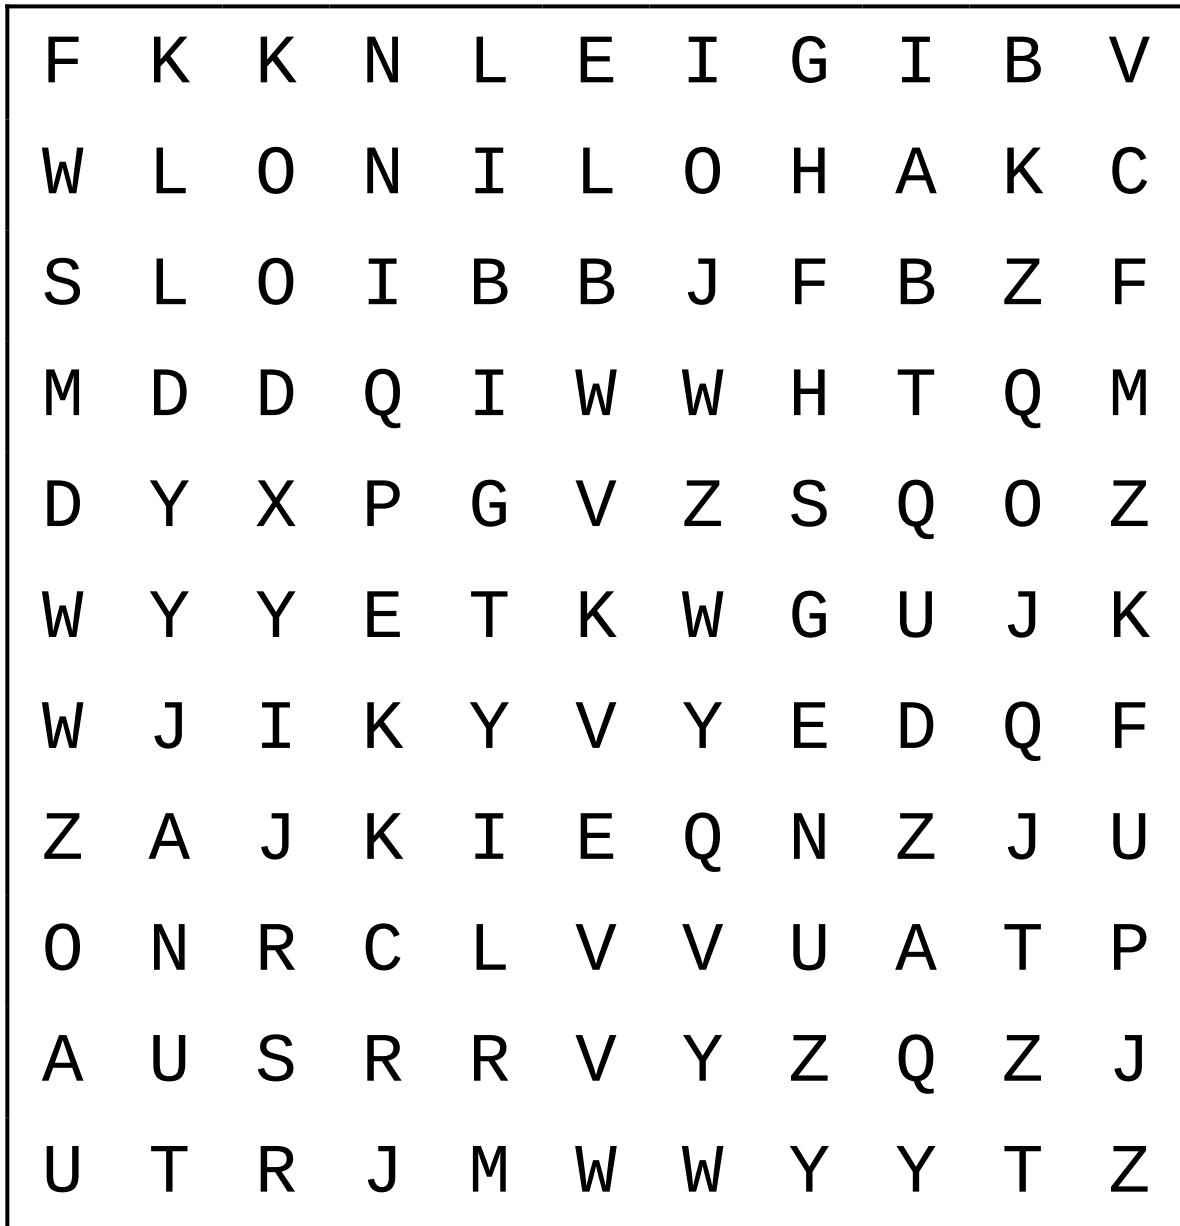 F K K N L E I G I B V
W L O N I L O H A K C
S L O I B B J F B Z F
M D D Q I W W H T Q M
D Y X P G V Z S Q O Z
W Y Y E T K W G U J K
W J I K Y V Y E D Q F
Z A J K I E Q N Z J U
O N R C L V V U A T P
A U S R R V Y Z Q Z J
U T R J M W W Y Y T Z